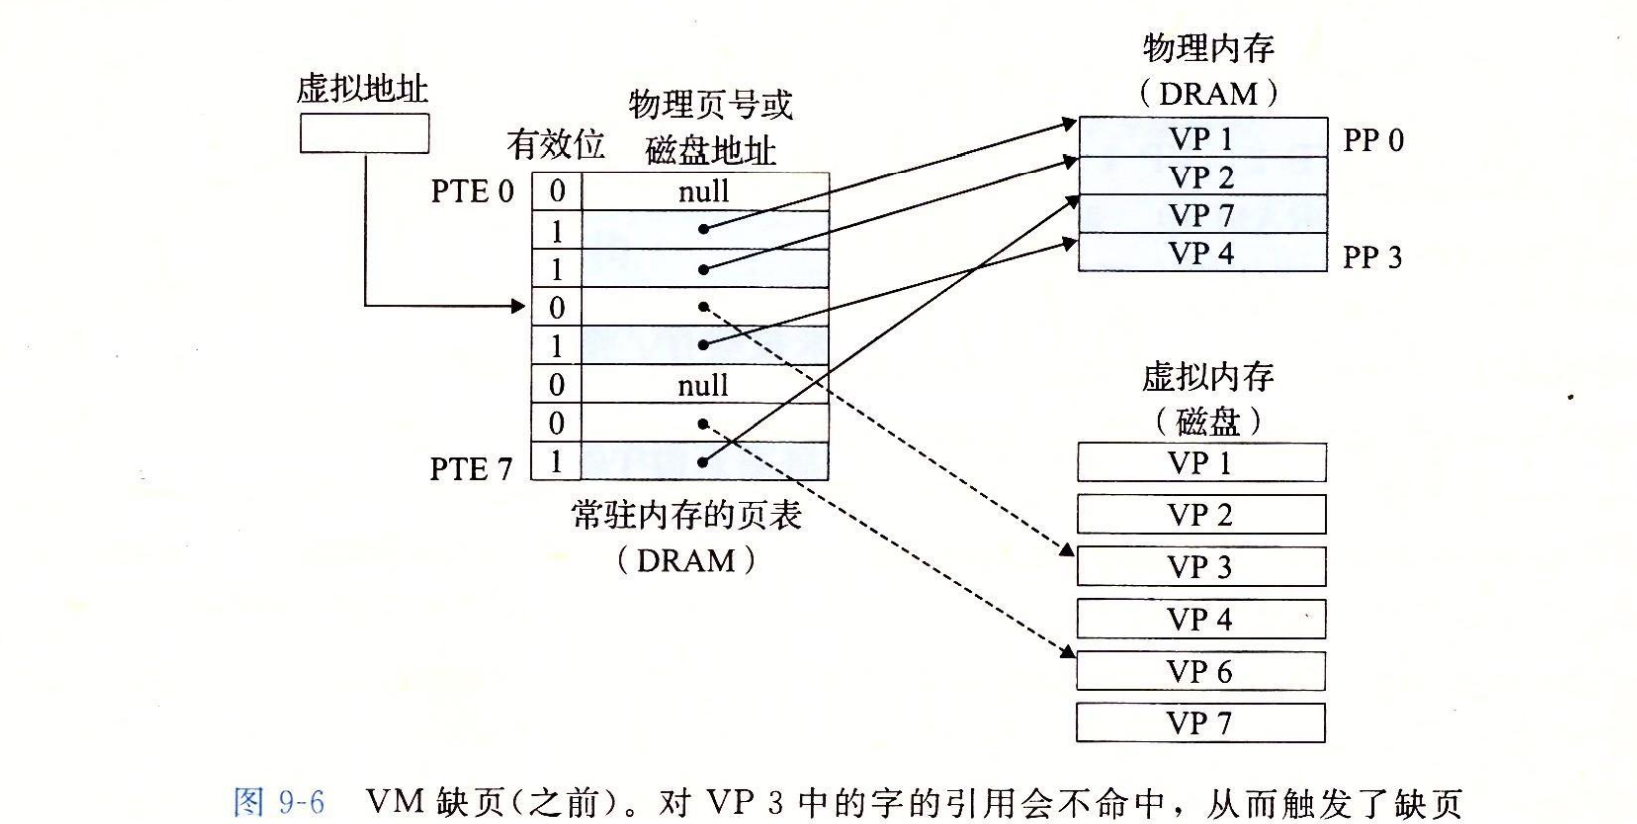 虚拟地址
有效位
物理页号或
磁盘地址
PTE 0
0
null
1
1
0
1
0
null
0
PTE 7
1
常驻内存的页表
(DRAM)
物理内存
(DRAM)
VP 1
PP 0
VP 2
VP 7
VP 4
PP 3
虚拟内存
(磁盘)
VP 1
VP 2
VP 3
VP 4
VP 6
VP 7
图 9-6 VM 缺页(之前)。对 VP 3 中的字的引用会不命中，从而触发了缺页